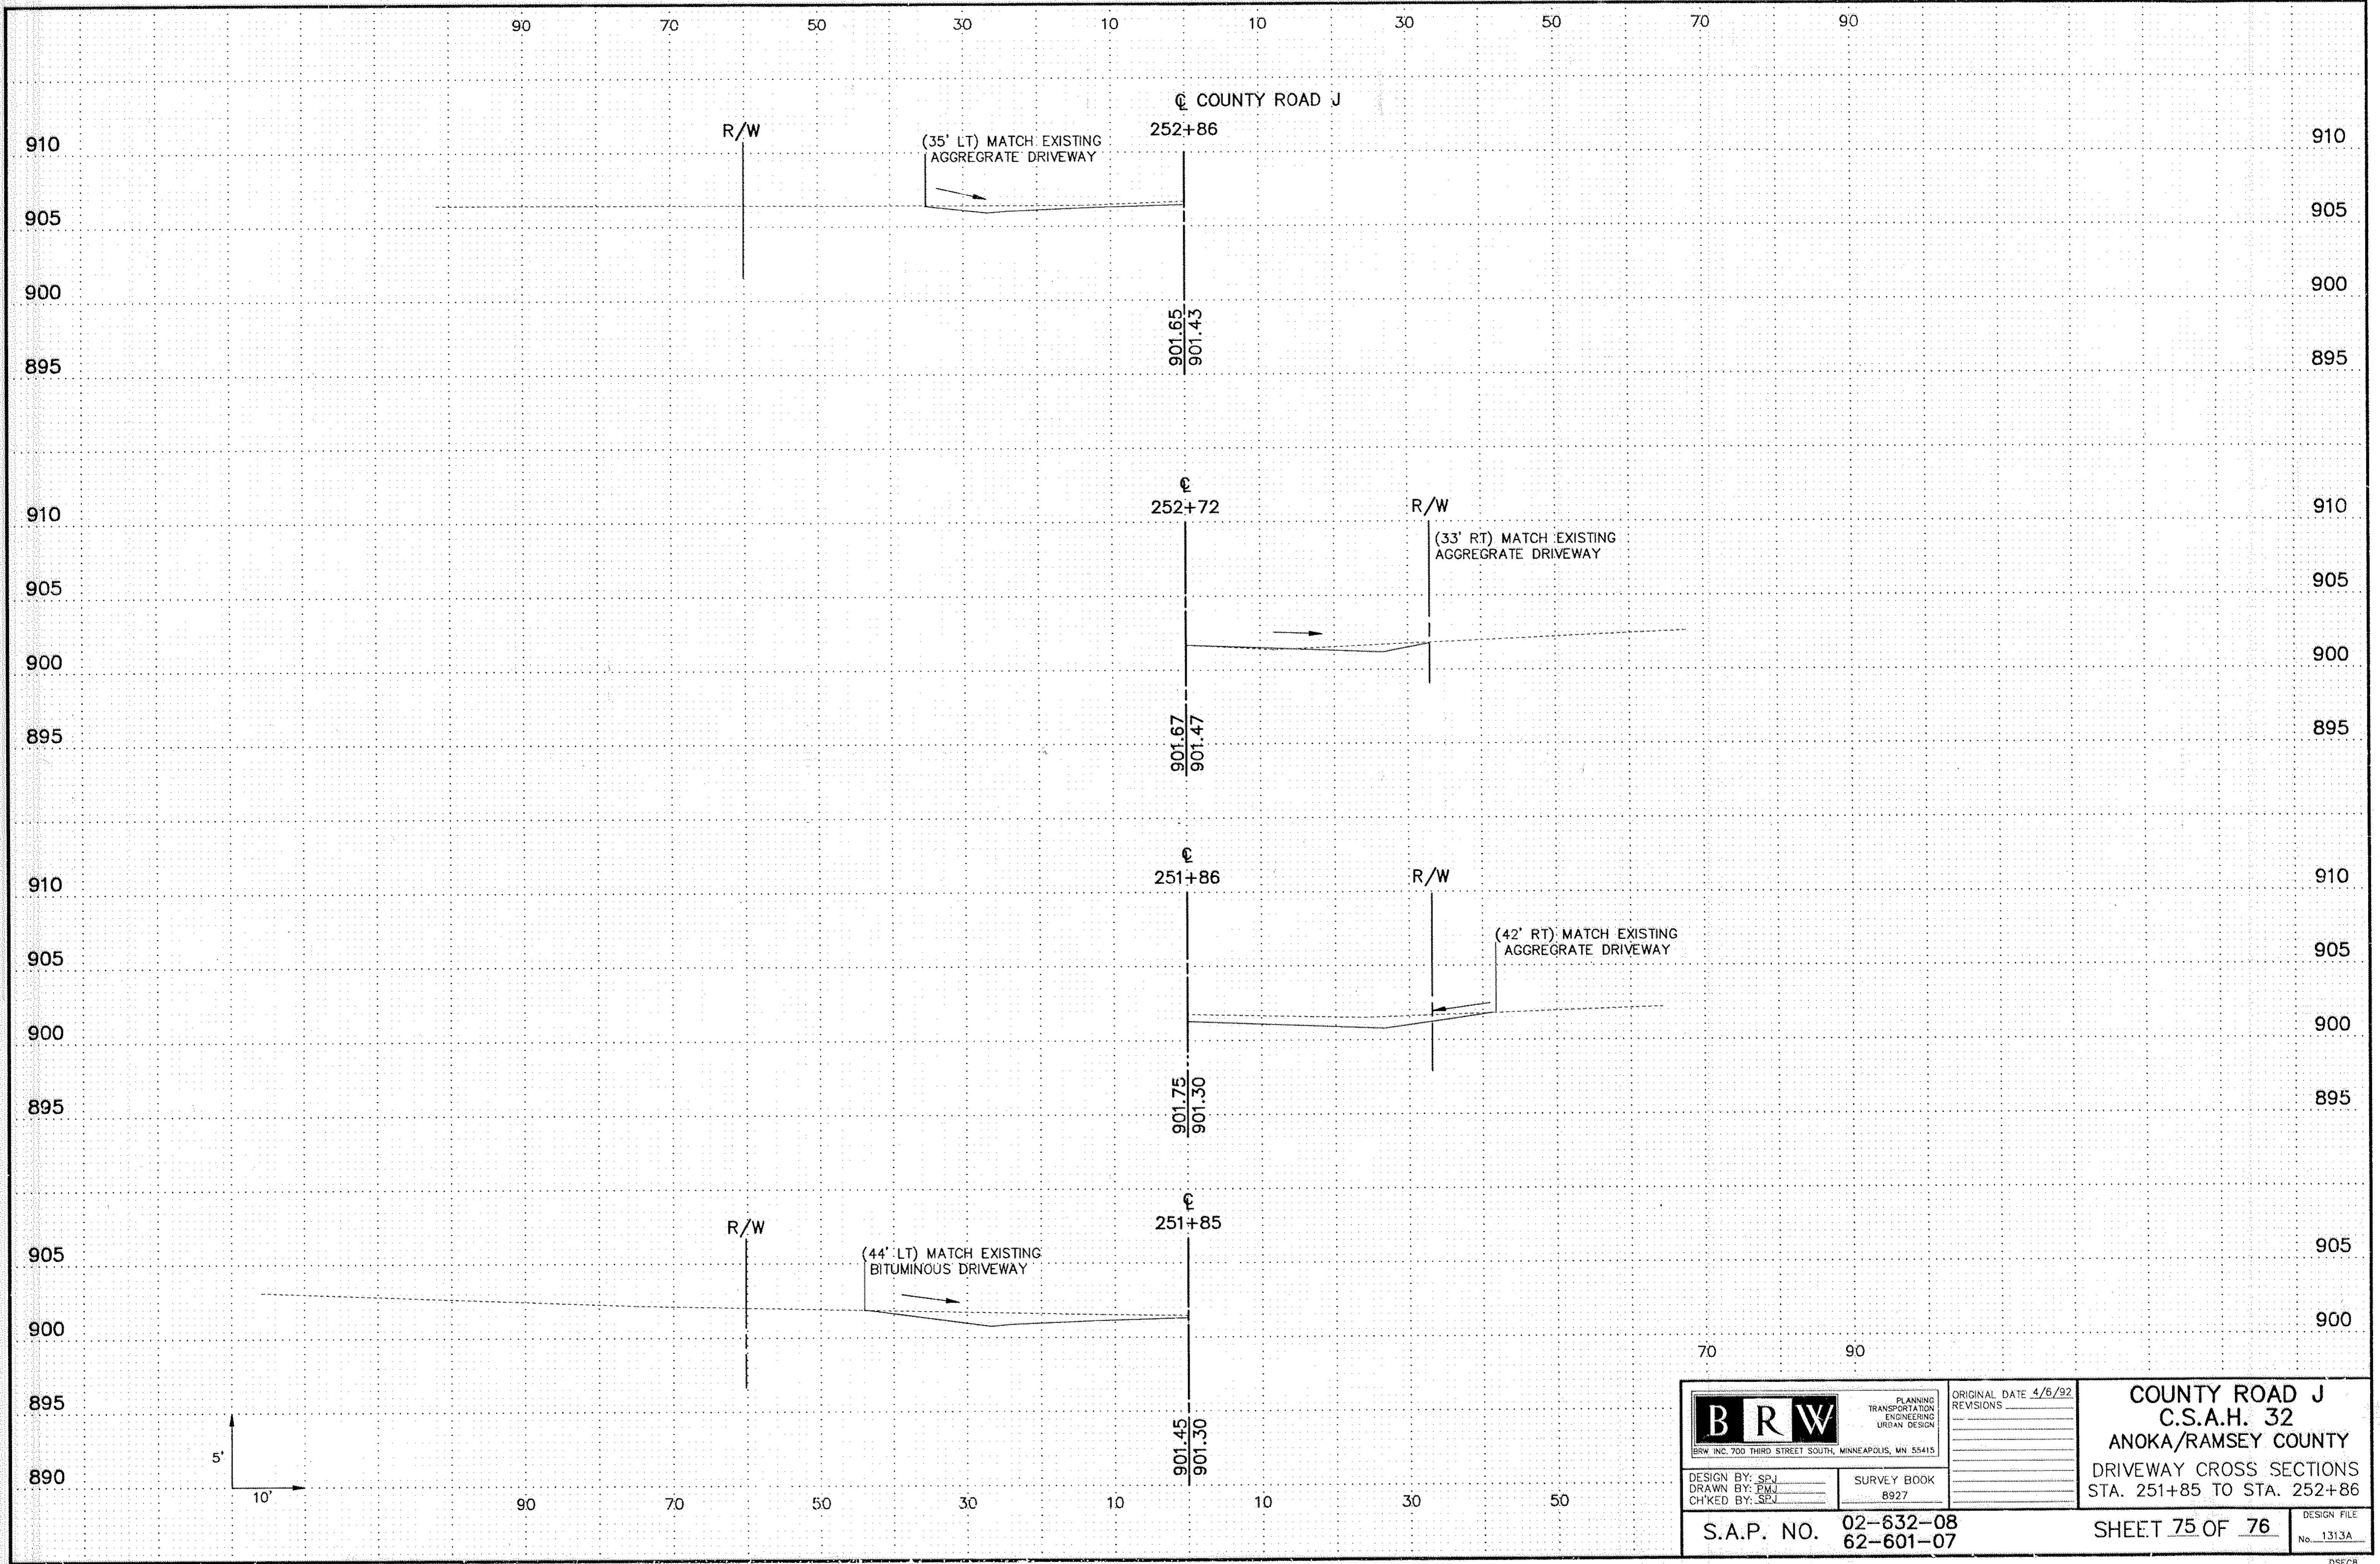 90 70 50 30 10 10 30 50 70 90
℄ COUNTY ROAD J
R/W
252+86
(35' LT) MATCH EXISTING
AGGREGRATE DRIVEWAY
910 910
905 905
900 900
901.65
901.43
895 895
℄
252+72
R/W
(33' RT) MATCH EXISTING
AGGREGRATE DRIVEWAY
910 910
905 905
900 900
901.67
901.47
895 895
℄
251+86
R/W
(42' RT) MATCH EXISTING
AGGREGRATE DRIVEWAY
910 910
905 905
900 900
901.75
901.30
895 895
℄
251+85
R/W
(44' LT) MATCH EXISTING
BITUMINOUS DRIVEWAY
905 905
900 900
70 90
895
901.45
901.30
5'
890
10'
90 70 50 30 10 10 30 50
BRW
PLANNING
TRANSPORTATION
ENGINEERING
URBAN DESIGN
BRW INC. 700 THIRD STREET SOUTH, MINNEAPOLIS, MN 55415
DESIGN BY: SPJ
DRAWN BY: PMJ
CH'KED BY: SPJ
SURVEY BOOK
8927
ORIGINAL DATE 4/6/92
REVISIONS
COUNTY ROAD J
C.S.A.H. 32
ANOKA/RAMSEY COUNTY
DRIVEWAY CROSS SECTIONS
STA. 251+85 TO STA. 252+86
S.A.P. NO. 02-632-08
62-601-07
SHEET 75 OF 76
DESIGN FILE
No. 1313A